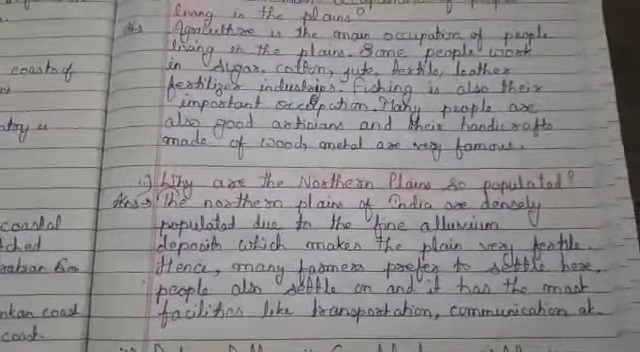 living in the plains?
Ans Agriculture is the main occupation of people
living in the plains. Some people work
coasts of
in sugar, cotton, jute, textile, leather
fertilizer industries. Fishing is also their
important occupation. Many people are
also good articians and their handicrafts
made of wood, metal are very famous.
i) Why are the Northern Plains so populated?
Ans→ The northern plains of India are densely
coastal
populated due to the fine alluvium
deposits which makes the plain very fertile.
Hence, many farmers prefer to settle here,
people also settle on and it has the most
coast
facilities like transportation, communication at.
coast.